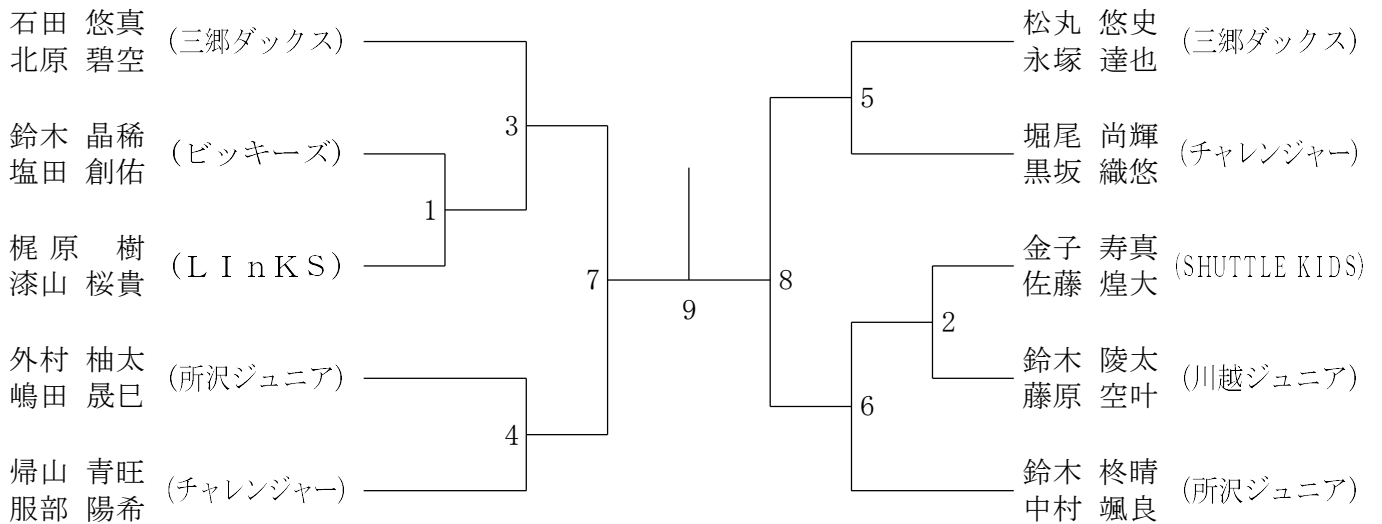 石田 悠真
北原 碧空
(三郷ダックス)
鈴木 晶稀
塩田 創佑
(ビッキーズ)
梶原 樹
漆山 桜貴
(ＬＩｎＫＳ)
外村 柚太
嶋田 晟巳
(所沢ジュニア)
帰山 青旺
服部 陽希
(チャレンジャー)
3
1
4
7
9
8
5
2
6
松丸 悠史
永塚 達也
(三郷ダックス)
堀尾 尚輝
黒坂 織悠
(チャレンジャー)
金子 寿真
佐藤 煌大
(SHUTTLE KIDS)
鈴木 陵太
藤原 空叶
(川越ジュニア)
鈴木 柊晴
中村 颯良
(所沢ジュニア)